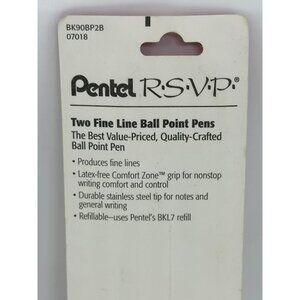 BK90BP2B
07018
Pentel R·S·V·P·®
Two Fine Line Ball Point Pens
The Best Value-Priced, Quality-Crafted
Ball Point Pen
• Produces fine lines
• Latex-free Comfort Zone™ grip for nonstop
writing comfort and control
• Durable stainless steel tip for notes and
general writing
• Refillable–uses Pentel's BKL7 refill